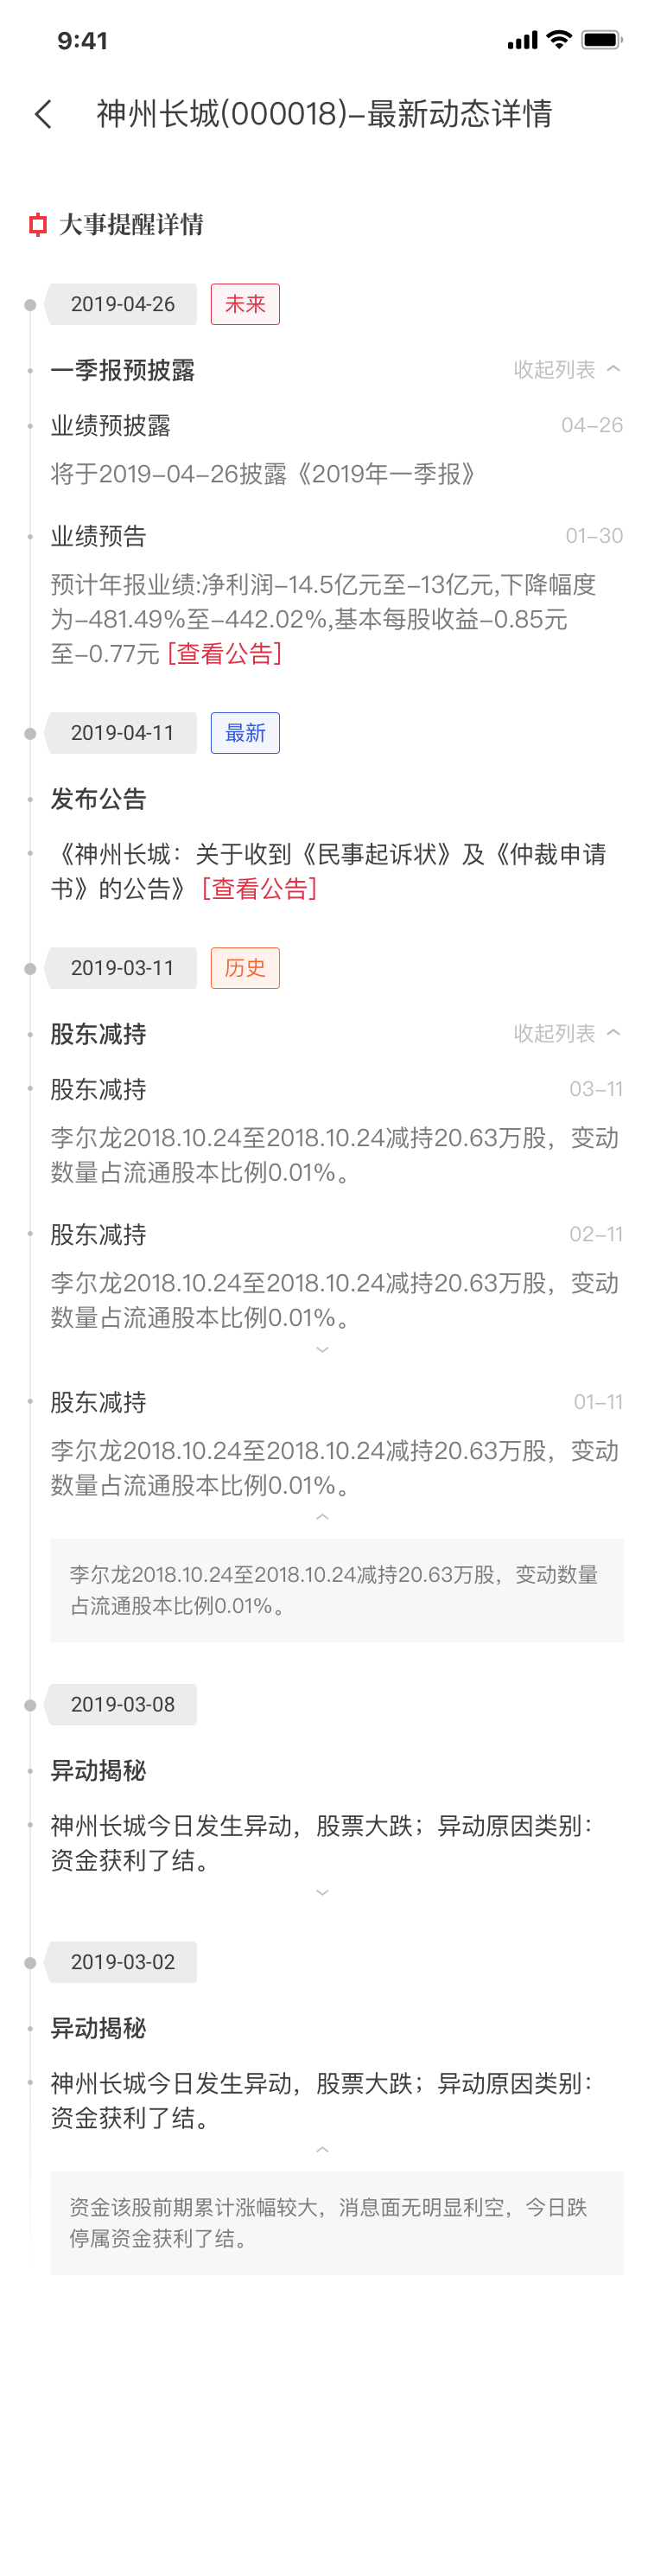 9:41
神州长城(000018)-最新动态详情
大事提醒详情
2019-04-26 未来
一季报预披露 收起列表
业绩预披露 04-26
将于2019-04-26披露《2019年一季报》
业绩预告 01-30
预计年报业绩:净利润-14.5亿元至-13亿元,下降幅度
为-481.49%至-442.02%,基本每股收益-0.85元
至-0.77元 [查看公告]
2019-04-11 最新
发布公告
《神州长城：关于收到《民事起诉状》及《仲裁申请
书》的公告》 [查看公告]
2019-03-11 历史
股东减持 收起列表
股东减持 03-11
李尔龙2018.10.24至2018.10.24减持20.63万股，变动
数量占流通股本比例0.01%。
股东减持 02-11
李尔龙2018.10.24至2018.10.24减持20.63万股，变动
数量占流通股本比例0.01%。
股东减持 01-11
李尔龙2018.10.24至2018.10.24减持20.63万股，变动
数量占流通股本比例0.01%。
李尔龙2018.10.24至2018.10.24减持20.63万股，变动数量
占流通股本比例0.01%。
2019-03-08
异动揭秘
神州长城今日发生异动，股票大跌；异动原因类别：
资金获利了结。
2019-03-02
异动揭秘
神州长城今日发生异动，股票大跌；异动原因类别：
资金获利了结。
资金该股前期累计涨幅较大，消息面无明显利空，今日跌
停属资金获利了结。